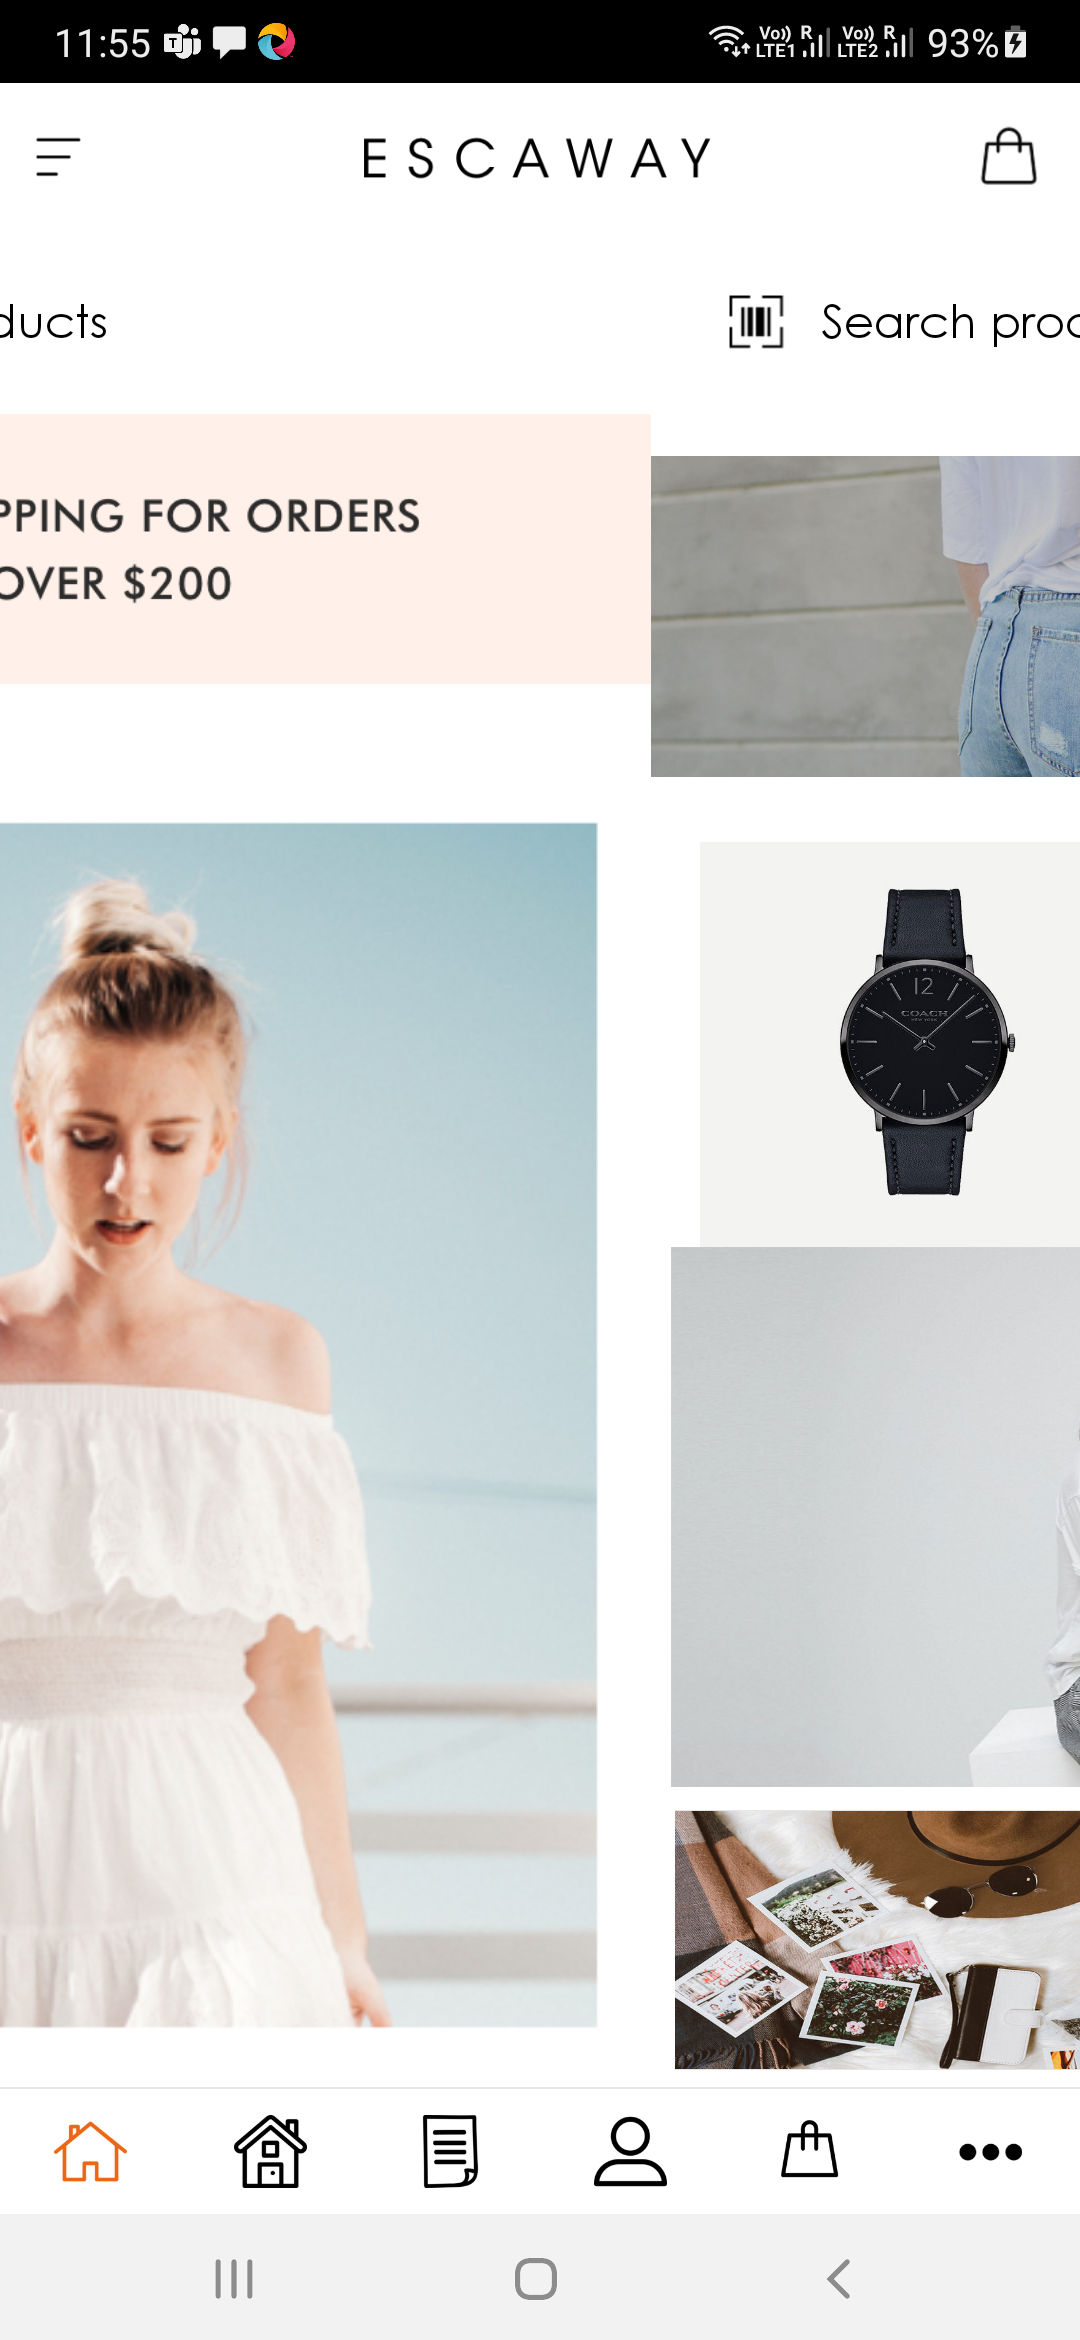 11:55
Vo)) R Vo)) R
LTE1 LTE2 93%
ESCAWAY
ducts
Search proc
PPING FOR ORDERS
OVER $200
12
COACH
NEW YORK